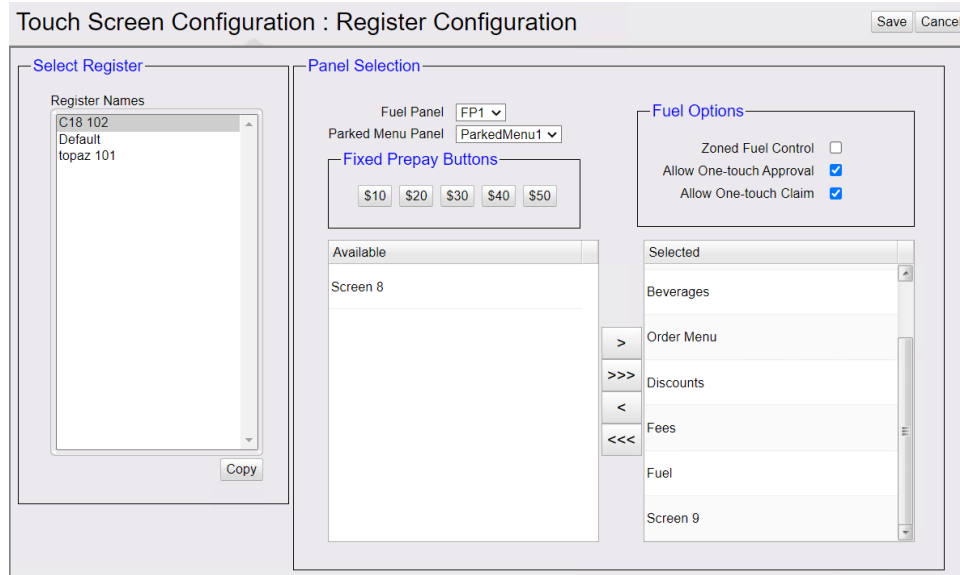 Touch Screen Configuration : Register Configuration
Save Cancel
Select Register
Register Names
C18 102
Default
topaz 101
Copy
Panel Selection
Fuel Panel FP1
Parked Menu Panel ParkedMenu1
Fixed Prepay Buttons
$10 $20 $30 $40 $50
Fuel Options
Zoned Fuel Control
Allow One-touch Approval
Allow One-touch Claim
Available
Screen 8
>
>>>
<
<<<
Selected
Beverages
Order Menu
Discounts
Fees
Fuel
Screen 9